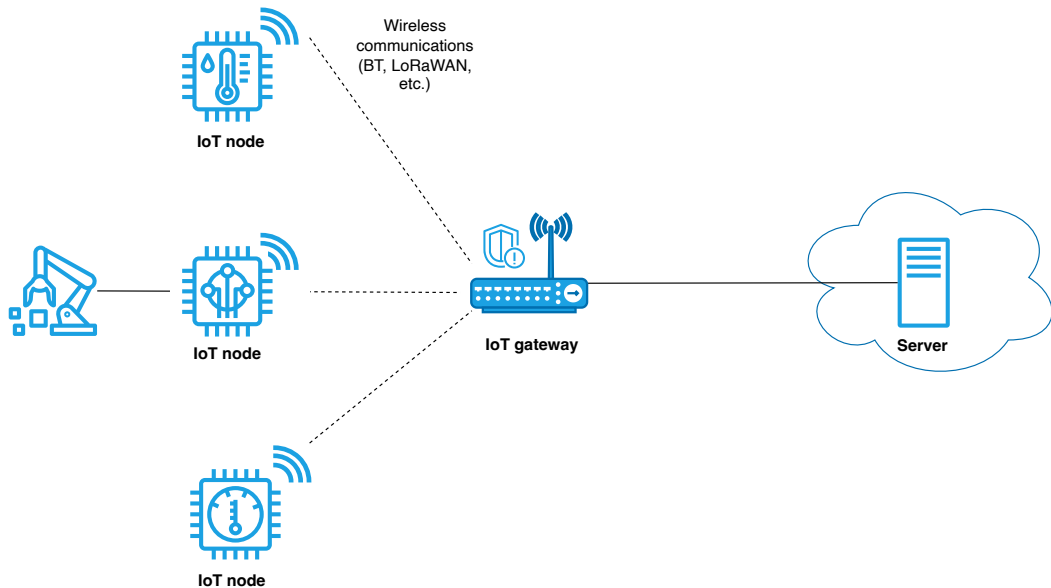 Wireless
communications
(BT, LoRaWAN,
etc.)
IoT node
IoT node
IoT gateway
Server
IoT node